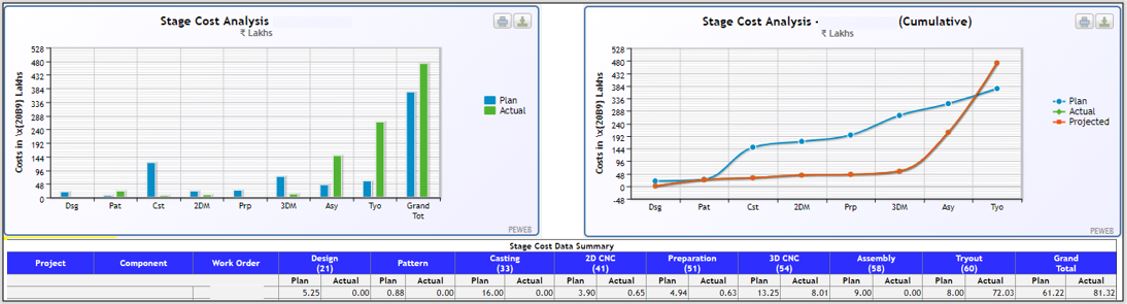 Stage Cost Analysis
₹ Lakhs
Costs in \x{20B9} Lakhs
528
480
432
384
336
288
240
192
144
96
48
0
Dsg Pat Cst 2DM Prp 3DM Asy Tyo Grand Tot
Plan
Actual
PEWEB
Stage Cost Analysis - (Cumulative)
₹ Lakhs
Costs in \x{20B9} Lakhs
528
480
432
384
336
288
240
192
144
96
48
0
-48
Dsg Pat Cst 2DM Prp 3DM Asy Tyo
Plan
Actual
Projected
PEWEB
Stage Cost Data Summary
Project Component Work Order Design (21) Pattern Casting (33) 2D CNC (41) Preparation (51) 3D CNC (54) Assembly (58) Tryout (60) Grand Total
Plan Actual Plan Actual Plan Actual Plan Actual Plan Actual Plan Actual Plan Actual Plan Actual Plan Actual
5.25 0.00 0.88 0.00 16.00 0.00 3.90 0.65 4.94 0.63 13.25 8.01 9.00 0.00 8.00 72.03 61.22 81.32